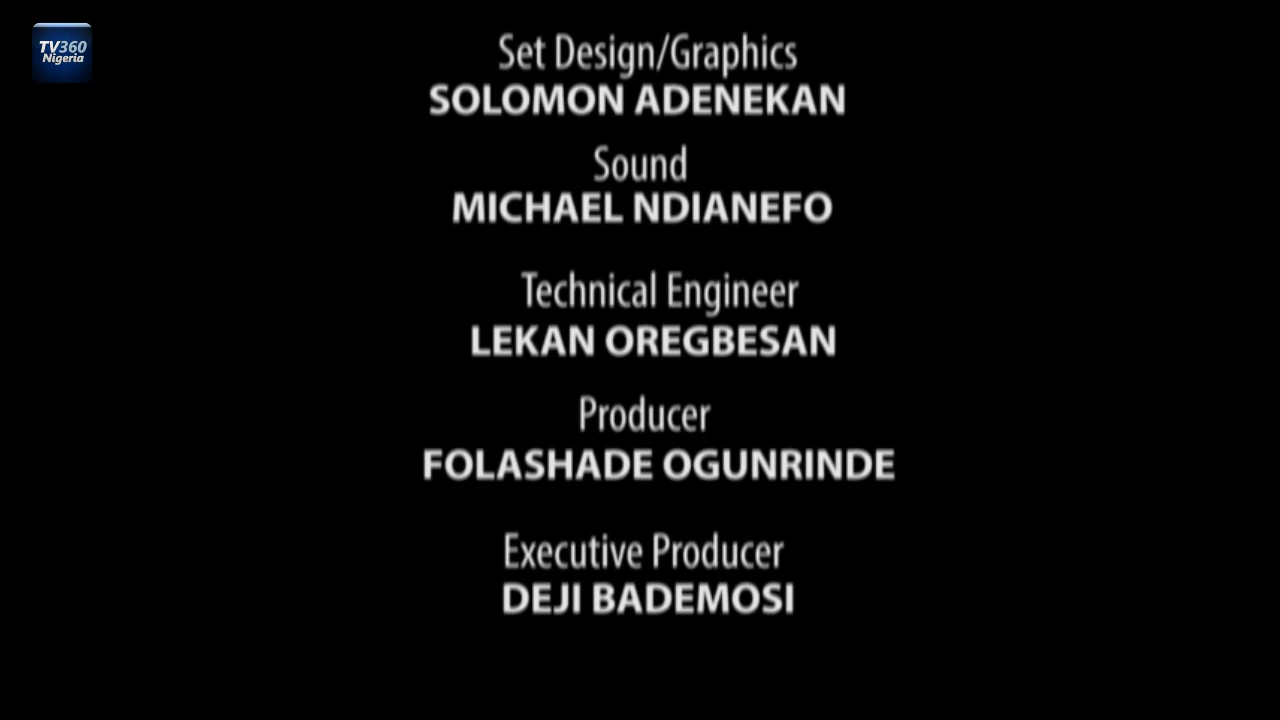 TV360
Nigeria
Set Design/Graphics
SOLOMON ADENEKAN
Sound
MICHAEL NDIANEFO
Technical Engineer
LEKAN OREGBESAN
Producer
FOLASHADE OGUNRINDE
Executive Producer
DEJI BADEMOSI